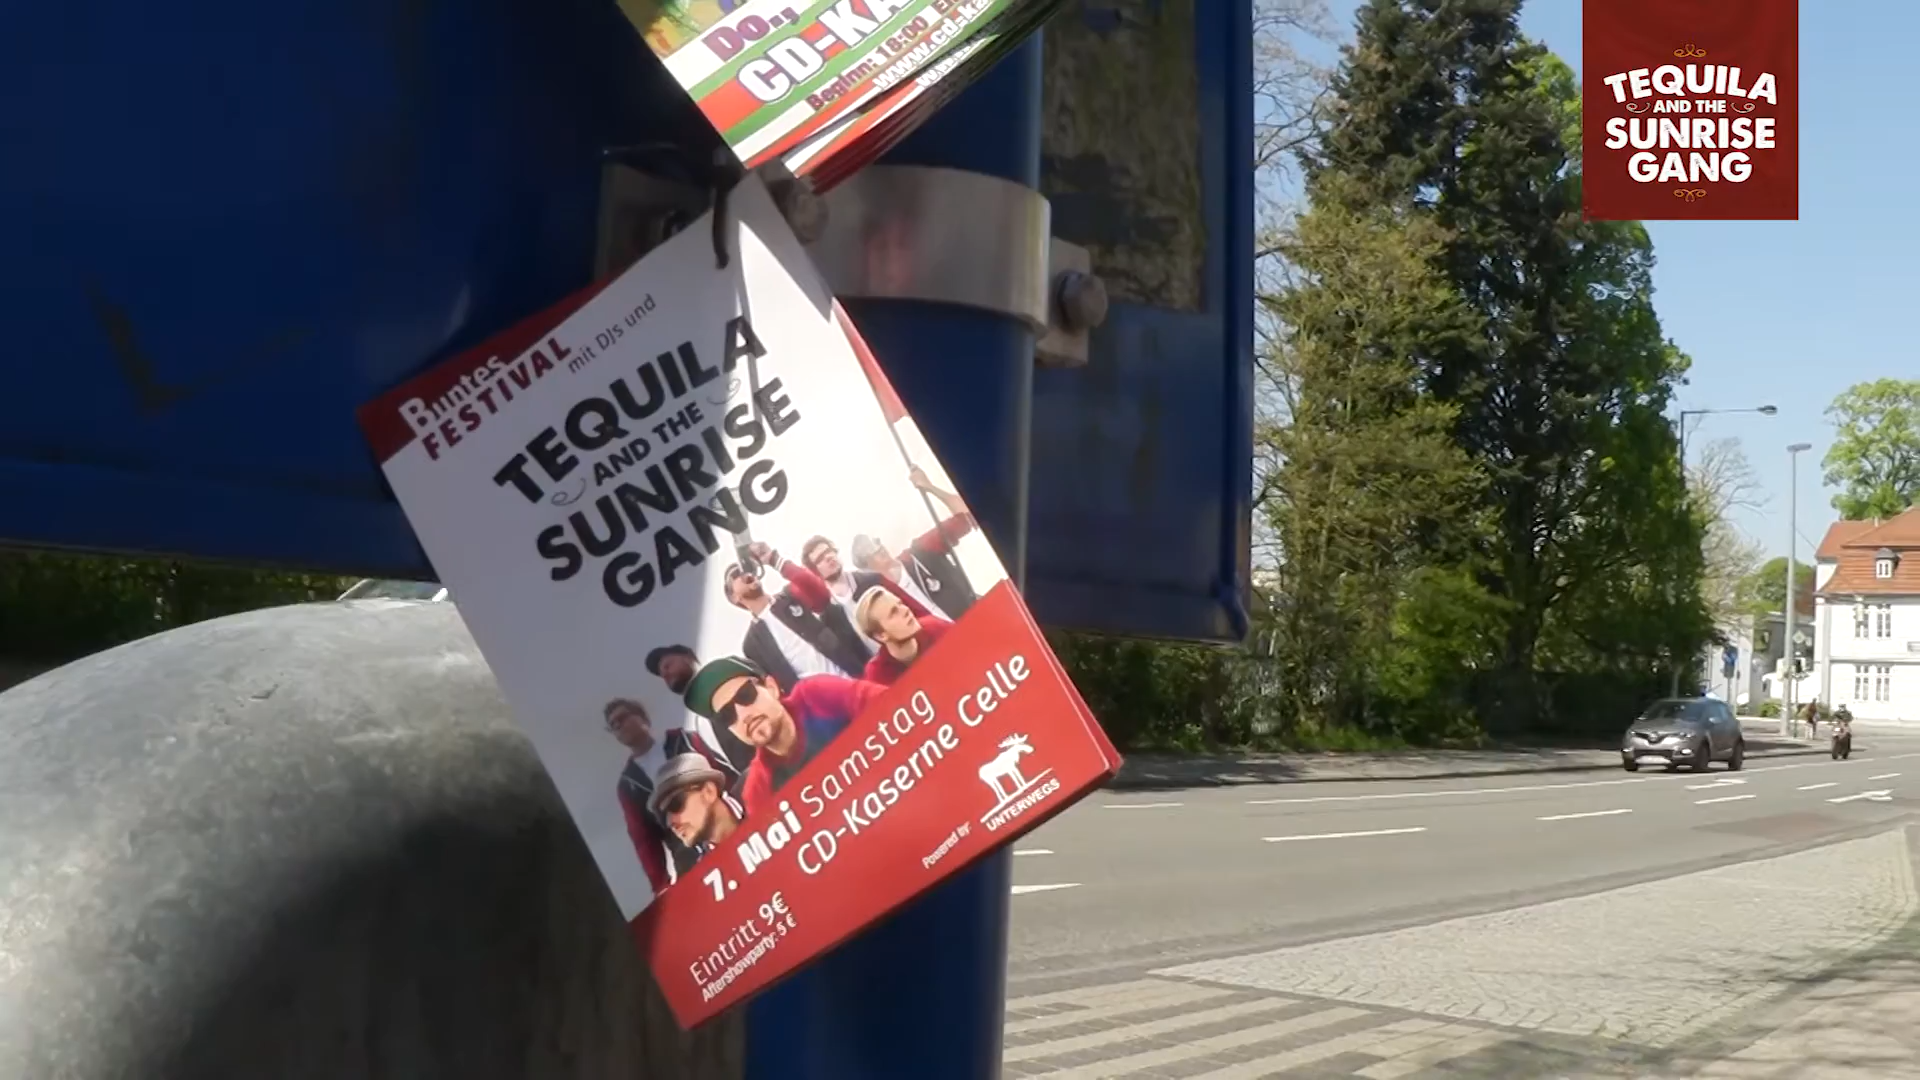 Do.,
CD-KA
Beginn: 18:00
www.cd-ka
Buntes
FESTIVAL
mit DJs und
TEQUILA
AND THE
SUNRISE
GANG
7. Mai Samstag
CD-Kaserne Celle
Eintritt 9€
Aftershowparty: 5 €
Powered by:
UNTERWEGS
TEQUILA
AND THE
SUNRISE
GANG